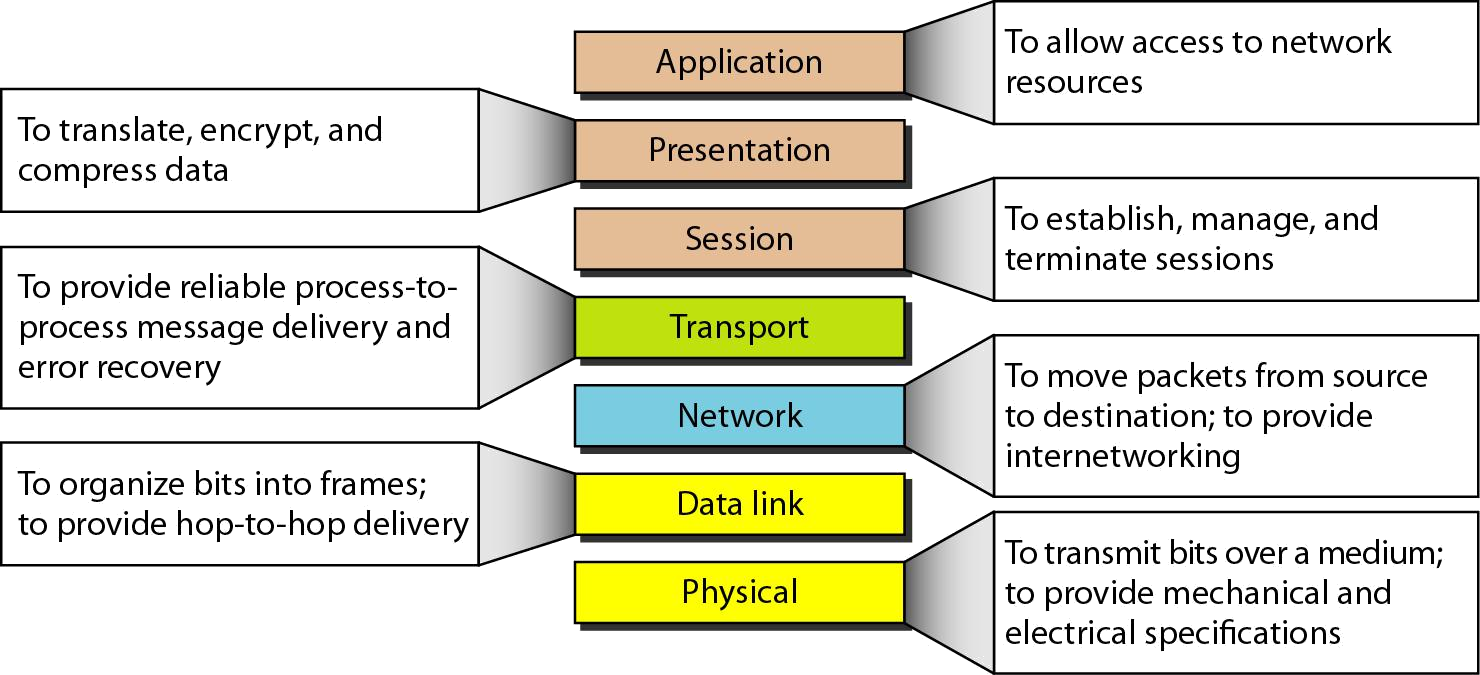 Application
To allow access to network
resources
To translate, encrypt, and
compress data
Presentation
Session
To establish, manage, and
terminate sessions
To provide reliable process-to-
process message delivery and
error recovery
Transport
Network
To move packets from source
to destination; to provide
internetworking
To organize bits into frames;
to provide hop-to-hop delivery
Data link
Physical
To transmit bits over a medium;
to provide mechanical and
electrical specifications